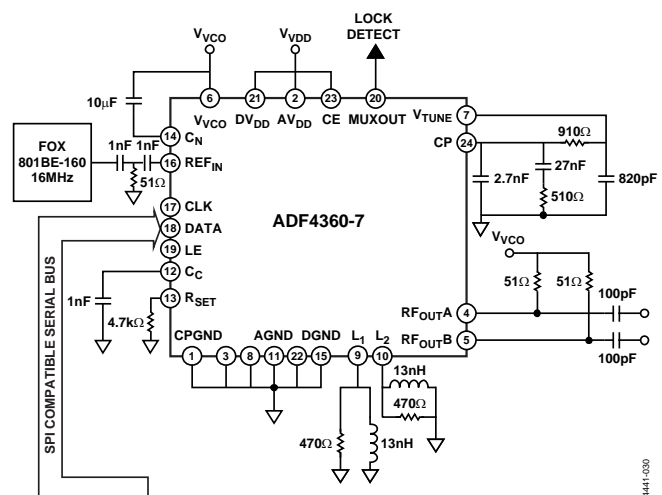 LOCK
DETECT
VVCO
VVDD
10μF
6
21
2
23
20
VVCO
DVDD
AVDD
CE
MUXOUT
VTUNE
7
14
CN
CP
24
910Ω
FOX
801BE-160
16MHz
1nF
1nF
16
REFIN
51Ω
27nF
2.7nF
820pF
510Ω
17
CLK
18
DATA
ADF4360-7
19
LE
VVCO
12
CC
51Ω
51Ω
1nF
13
RSET
100pF
RFOUTA
4
4.7kΩ
RFOUTB
5
100pF
CPGND
AGND
DGND
L1
L2
1
3
8
11
22
15
9
10
13nH
470Ω
470Ω
13nH
SPI COMPATIBLE SERIAL BUS
4441-030